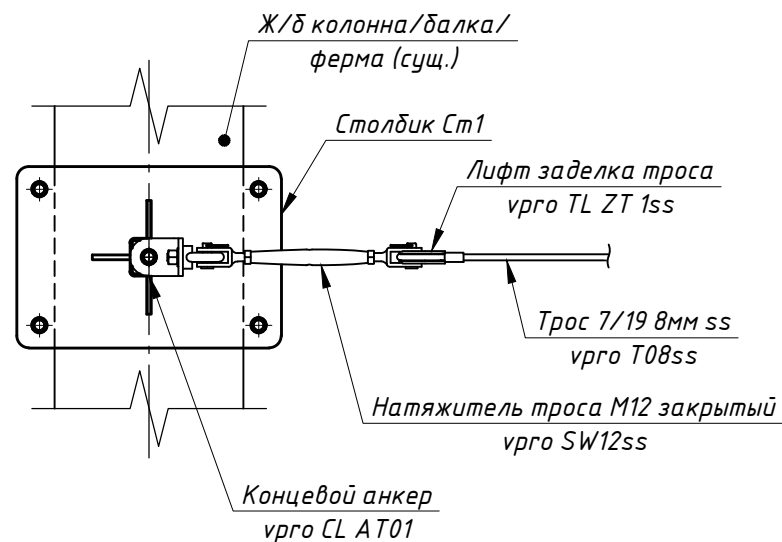 Ж/б колонна/балка/
ферма (сущ.)
Столбик Ст1
Лифт заделка троса
vpro TL ZT 1ss
Трос 7/19 8мм ss
vpro T08ss
Натяжитель троса М12 закрытый
vpro SW12ss
Концевой анкер
vpro CL AT01